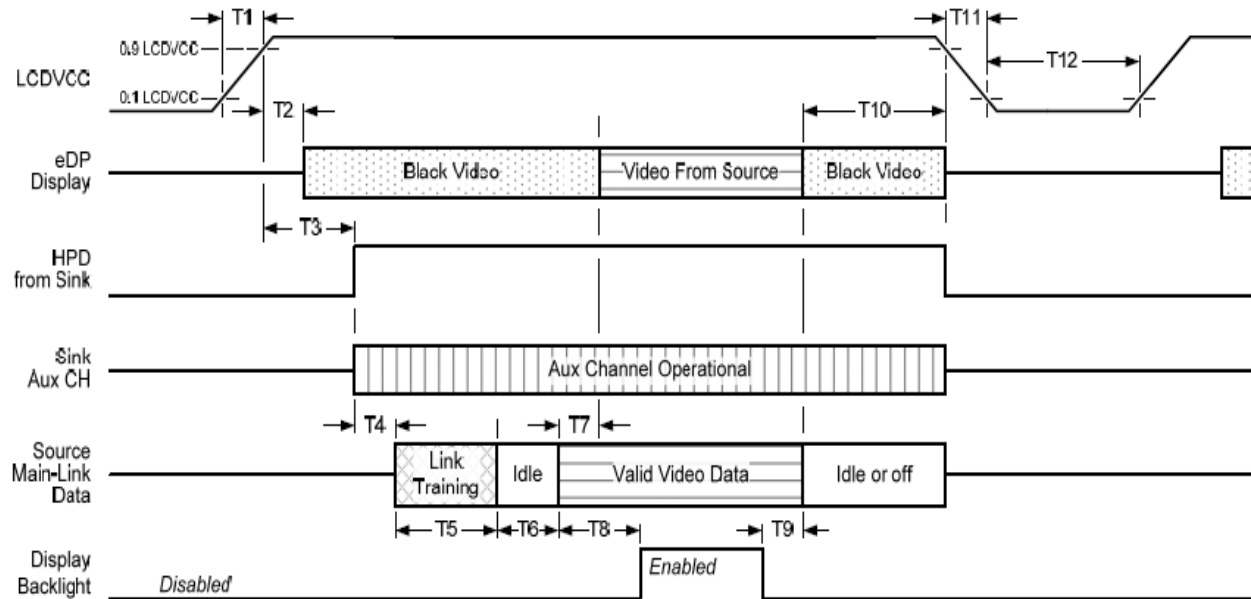 T1
T11
0.9 LCDVCC
LCDVCC
T12
0.1 LCDVCC
T2
T10
eDP
Display
Black Video
Video From Source
Black Video
T3
HPD
from Sink
Sink
Aux CH
Aux Channel Operational
T4
T7
Source
Main-Link
Data
Link
Training
Idle
Valid Video Data
Idle or off
T5
T6
T8
T9
Display
Backlight
Disabled
Enabled